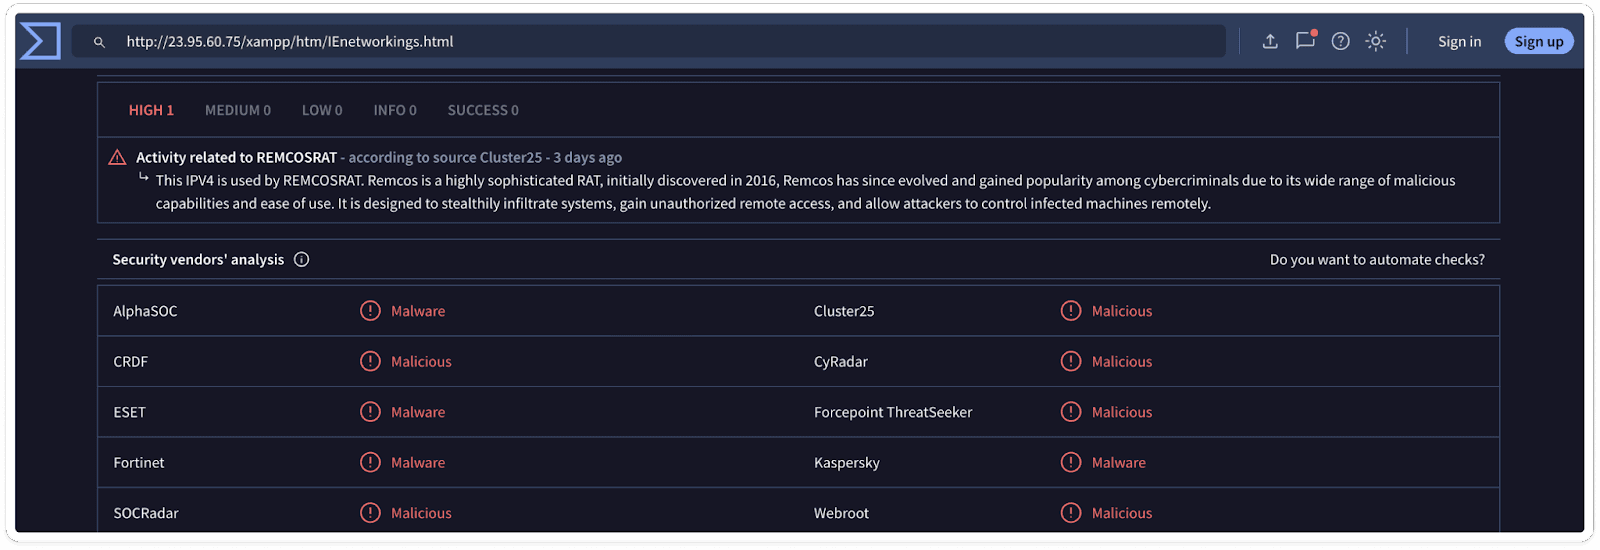 http://23.95.60.75/xampp/htm/IEnetworkings.html
Sign in
Sign up
HIGH 1 MEDIUM 0 LOW 0 INFO 0 SUCCESS 0
Activity related to REMCOSRAT - according to source Cluster25 - 3 days ago
This IPV4 is used by REMCOSRAT. Remcos is a highly sophisticated RAT, initially discovered in 2016, Remcos has since evolved and gained popularity among cybercriminals due to its wide range of malicious
capabilities and ease of use. It is designed to stealthily infiltrate systems, gain unauthorized remote access, and allow attackers to control infected machines remotely.
Security vendors' analysis
Do you want to automate checks?
AlphaSOC Malware Cluster25 Malicious
CRDF Malicious CyRadar Malicious
ESET Malware Forcepoint ThreatSeeker Malicious
Fortinet Malware Kaspersky Malware
SOCRadar Malicious Webroot Malicious